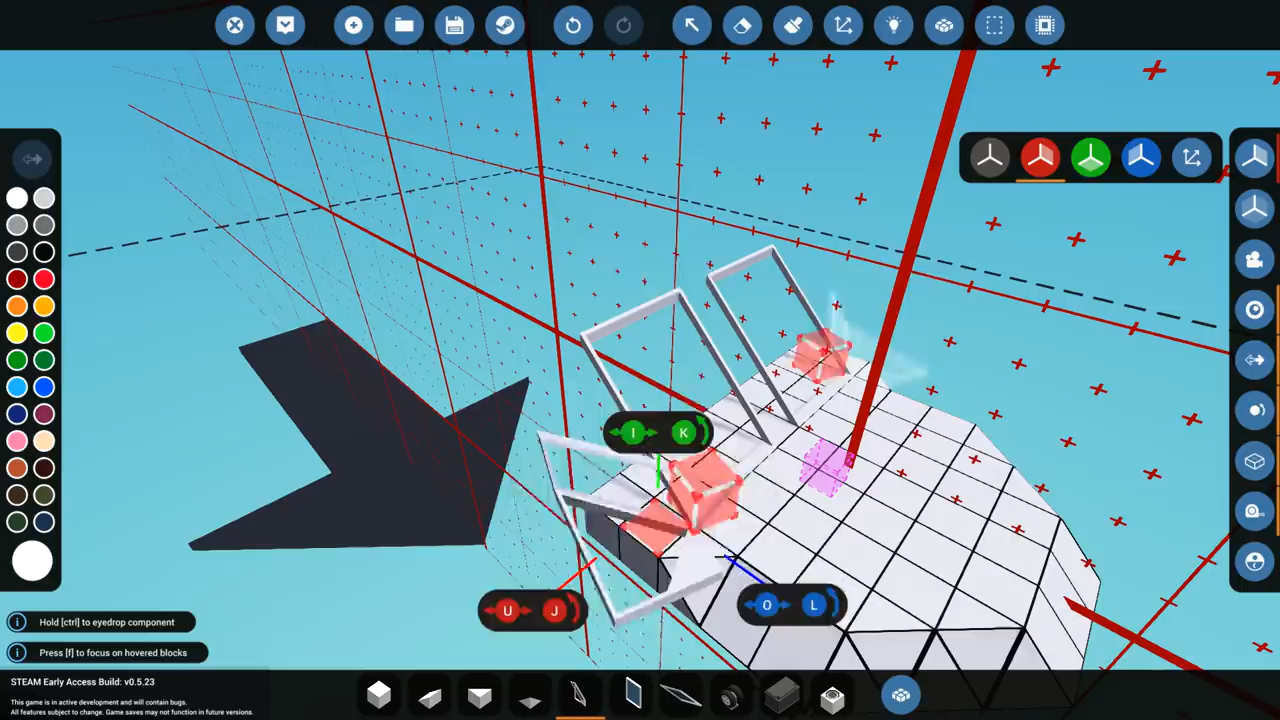 I K
U J
O L
Hold [ctrl] to eyedrop component
Press [f] to focus on hovered blocks
STEAM Early Access Build: v0.5.23
This game is in active development and will contain bugs.
All features subject to change. Game saves may not function in future versions.